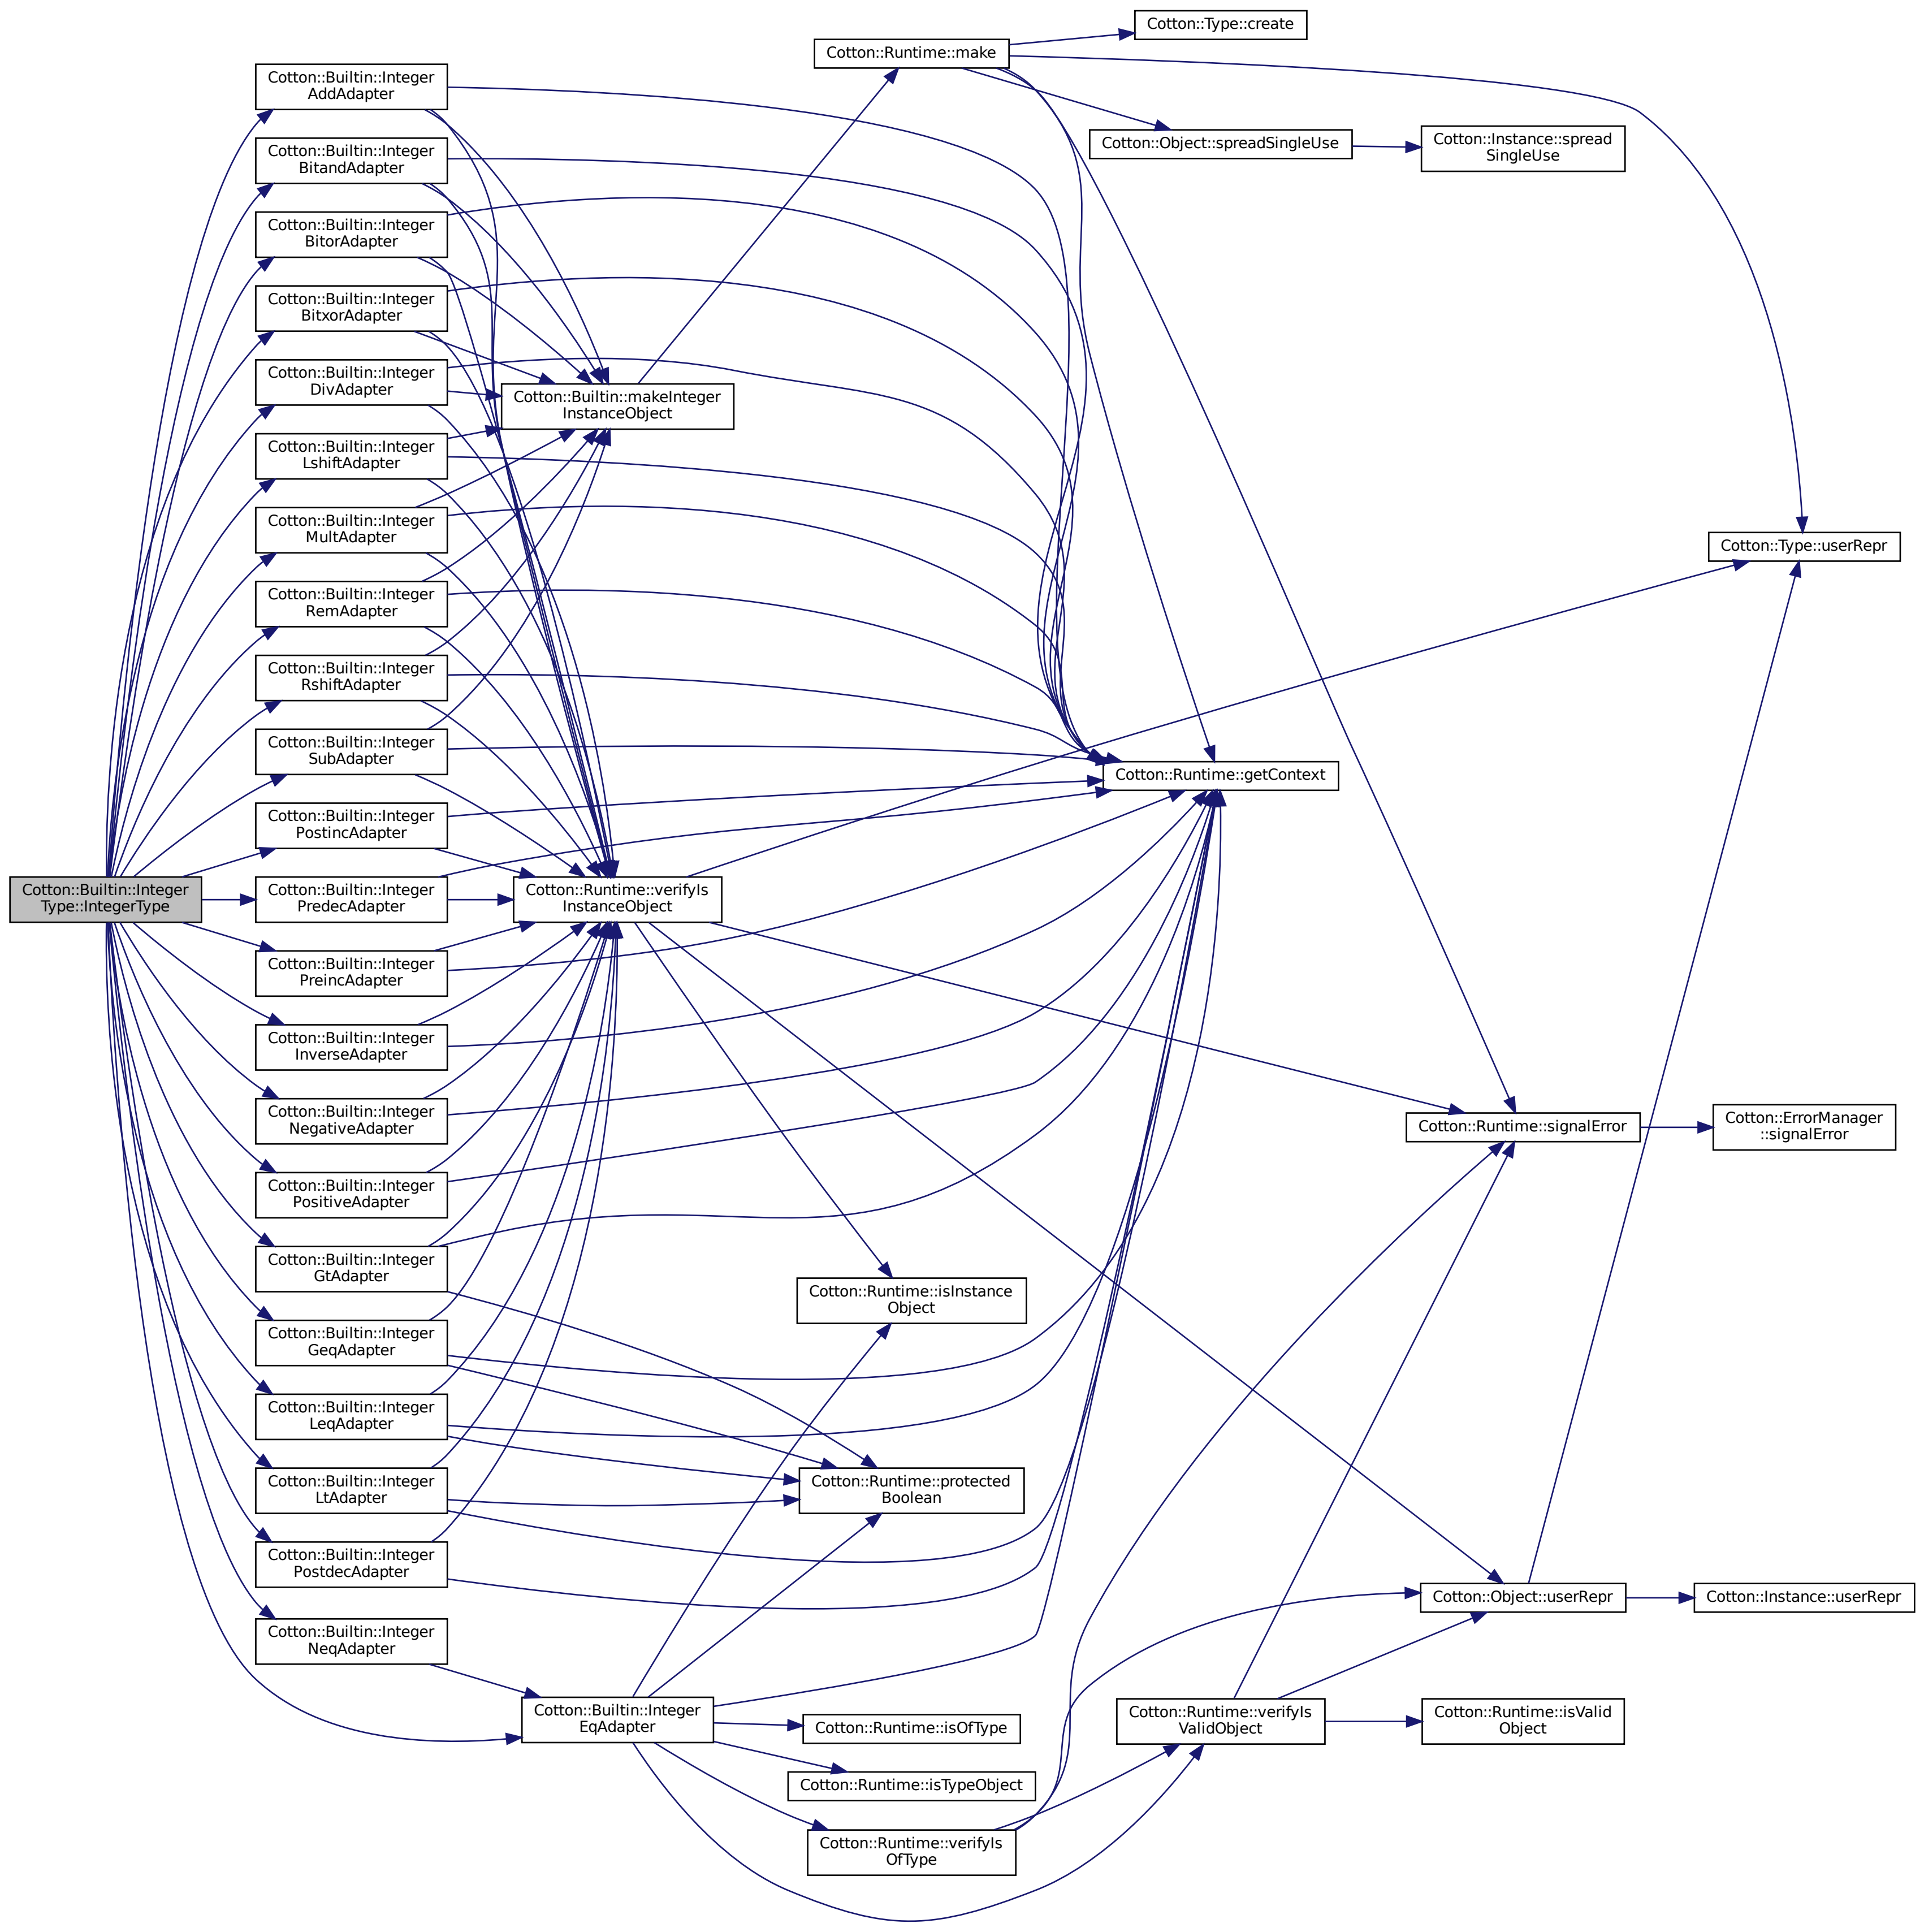 Cotton::Builtin::Integer
Type::IntegerType
Cotton::Builtin::Integer
AddAdapter
Cotton::Builtin::Integer
BitandAdapter
Cotton::Builtin::Integer
BitorAdapter
Cotton::Builtin::Integer
BitxorAdapter
Cotton::Builtin::Integer
DivAdapter
Cotton::Builtin::Integer
LshiftAdapter
Cotton::Builtin::Integer
MultAdapter
Cotton::Builtin::Integer
RemAdapter
Cotton::Builtin::Integer
RshiftAdapter
Cotton::Builtin::Integer
SubAdapter
Cotton::Builtin::Integer
PostincAdapter
Cotton::Builtin::Integer
PredecAdapter
Cotton::Builtin::Integer
PreincAdapter
Cotton::Builtin::Integer
InverseAdapter
Cotton::Builtin::Integer
NegativeAdapter
Cotton::Builtin::Integer
PositiveAdapter
Cotton::Builtin::Integer
GtAdapter
Cotton::Builtin::Integer
GeqAdapter
Cotton::Builtin::Integer
LeqAdapter
Cotton::Builtin::Integer
LtAdapter
Cotton::Builtin::Integer
PostdecAdapter
Cotton::Builtin::Integer
NeqAdapter
Cotton::Builtin::makeInteger
InstanceObject
Cotton::Runtime::verifyIs
InstanceObject
Cotton::Builtin::Integer
EqAdapter
Cotton::Runtime::make
Cotton::Runtime::isInstance
Object
Cotton::Runtime::protected
Boolean
Cotton::Runtime::isOfType
Cotton::Runtime::isTypeObject
Cotton::Runtime::verifyIs
OfType
Cotton::Type::create
Cotton::Object::spreadSingleUse
Cotton::Runtime::getContext
Cotton::Runtime::verifyIs
ValidObject
Cotton::Instance::spread
SingleUse
Cotton::Runtime::signalError
Cotton::Object::userRepr
Cotton::Runtime::isValid
Object
Cotton::Type::userRepr
Cotton::ErrorManager
::signalError
Cotton::Instance::userRepr